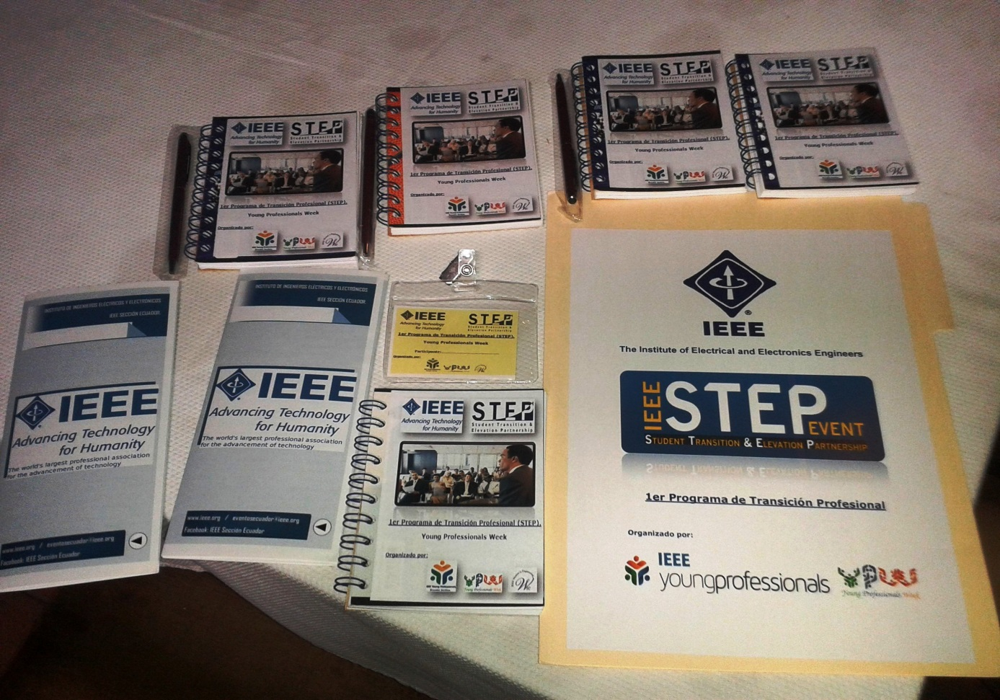 IEEE
Advancing Technology
for Humanity
STEP
Student Transition &
Elevation Partnership
1er Programa de Transición Profesional (STEP).
Young Professionals Week
Organizado por:
IEEE
Advancing Technology
for Humanity
STEP
Student Transition &
Elevation Partnership
1er Programa de Transición Profesional (STEP).
Young Professionals Week
Organizado por:
IEEE
Advancing Technology
for Humanity
STEP
Student Transition &
Elevation Partnership
1er Programa de Transición Profesional (STEP).
Young Professionals Week
Organizado por:
IEEE
Advancing Technology
for Humanity
STEP
Student Transition &
Elevation Partnership
1er Programa de Transición Profesional (STEP).
Young Professionals Week
Organizado por:
INSTITUTO DE INGENIEROS ELÉCTRICOS Y ELECTRÓNICOS
IEEE SECCIÓN ECUADOR
IEEE
Advancing Technology
for Humanity
The world's largest professional association
for the advancement of technology
www.ieee.org / eventosecuador@ieee.org
Facebook: IEEE Sección Ecuador
INSTITUTO DE INGENIEROS ELÉCTRICOS Y ELECTRÓNICOS
IEEE SECCIÓN ECUADOR
IEEE
Advancing Technology
for Humanity
The world's largest professional association
for the advancement of technology
www.ieee.org / eventosecuador@ieee.org
Facebook: IEEE Sección Ecuador
IEEE
Advancing Technology
for Humanity
STEP
Student Transition &
Elevation Partnership
1er Programa de Transición Profesional (STEP).
Young Professionals Week
Participante:
Organizado por:
YPW
IEEE
Advancing Technology
for Humanity
STEP
Student Transition &
Elevation Partnership
1er Programa de Transición Profesional (STEP).
Young Professionals Week
Organizado por:
YPW
Young Professionals Week
IEEE
The Institute of Electrical and Electronics Engineers
IEEE STEP EVENT
STUDENT TRANSITION & ELEVATION PARTNERSHIP
1er Programa de Transición Profesional
Organizado por:
IEEE
youngprofessionals
YPW
Young Professionals Week